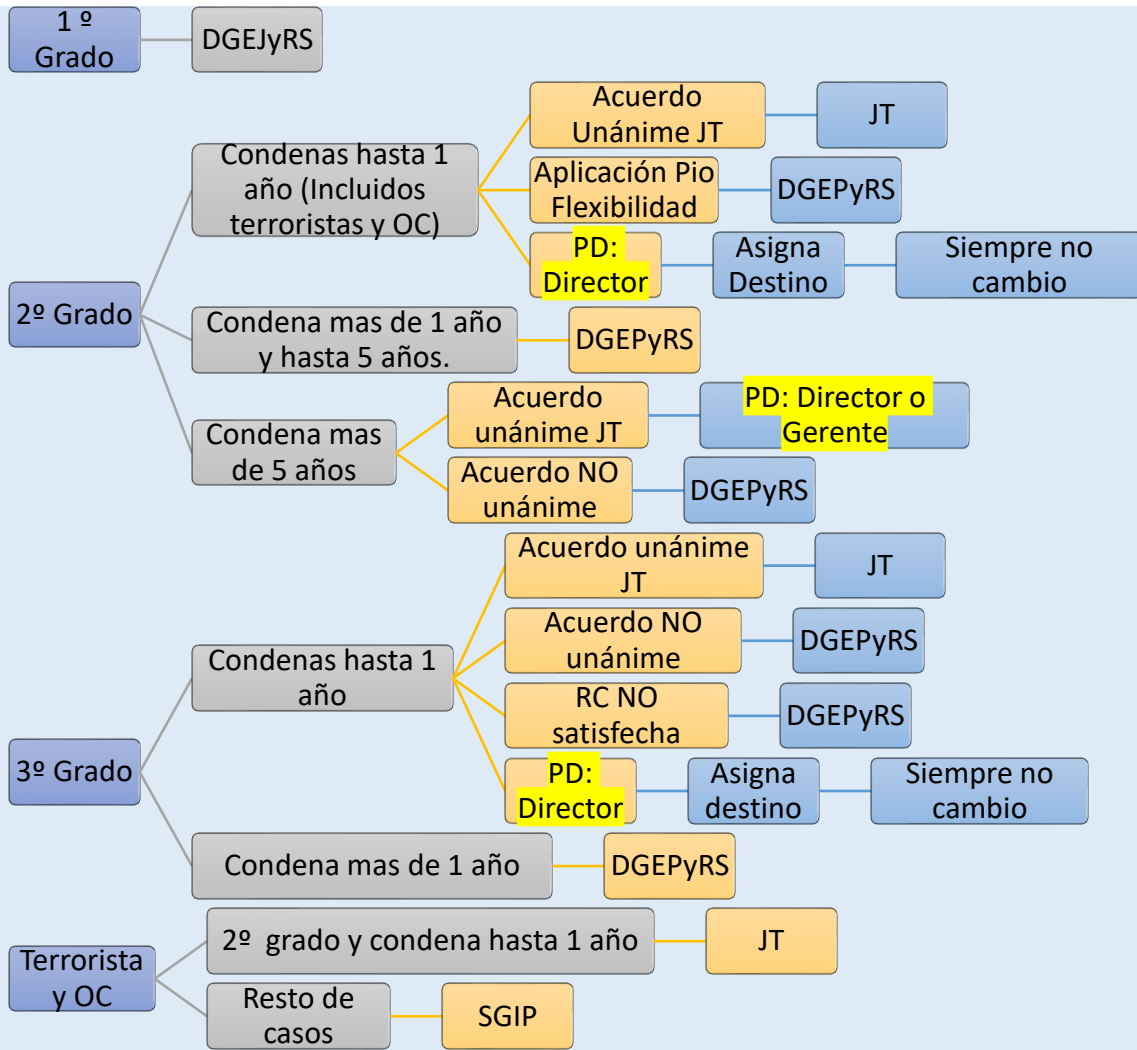 1 º
Grado
DGEJyRS
2º Grado
Condenas hasta 1
año (Incluidos
terroristas y OC)
Acuerdo
Unánime JT
JT
Aplicación Pio
Flexibilidad
DGEPyRS
PD:
Director
Asigna
Destino
Siempre no
cambio
Condena mas de 1 año
y hasta 5 años.
DGEPyRS
Condena mas
de 5 años
Acuerdo
unánime JT
PD: Director o
Gerente
Acuerdo NO
unánime
DGEPyRS
3º Grado
Condenas hasta 1
año
Acuerdo unánime
JT
JT
Acuerdo NO
unánime
DGEPyRS
RC NO
satisfecha
DGEPyRS
PD:
Director
Asigna
destino
Siempre no
cambio
Condena mas de 1 año
DGEPyRS
Terrorista
y OC
2º grado y condena hasta 1 año
JT
Resto de
casos
SGIP